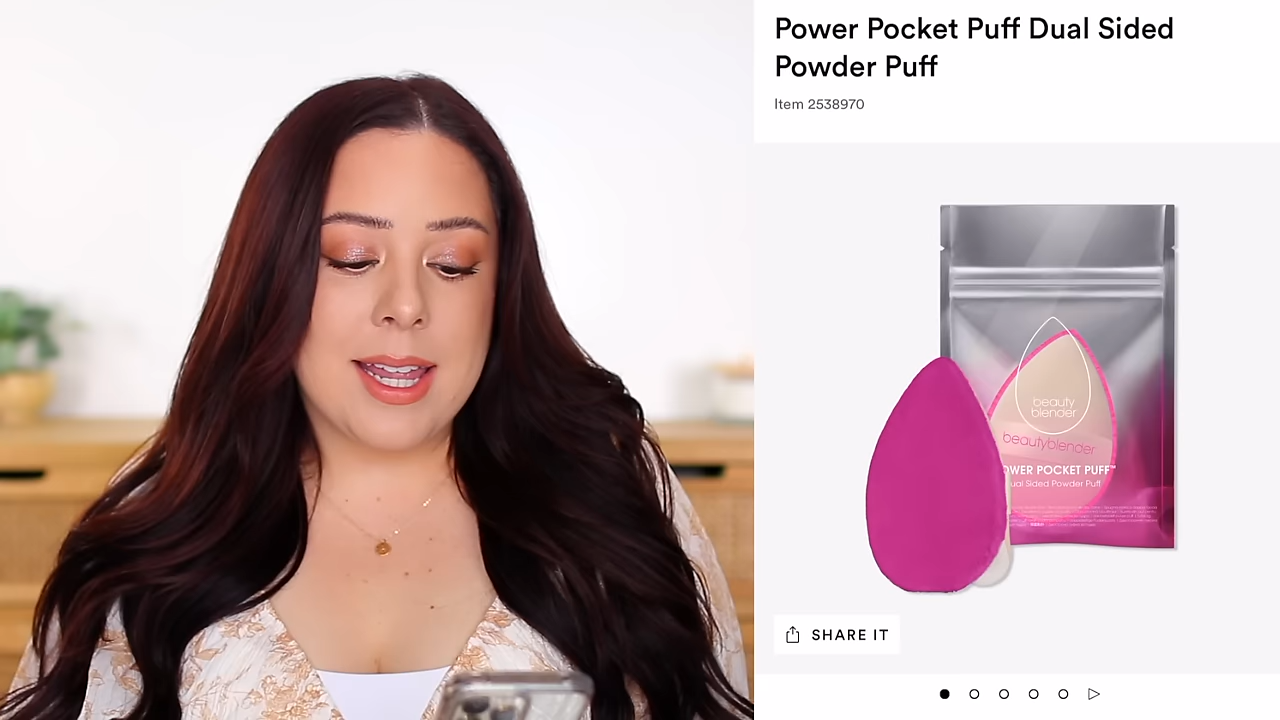 Power Pocket Puff Dual Sided
Powder Puff
Item 2538970
beauty
blender
beautyblender
OWER POCKET PUFF™
ual Sided Powder Puff
SHARE IT